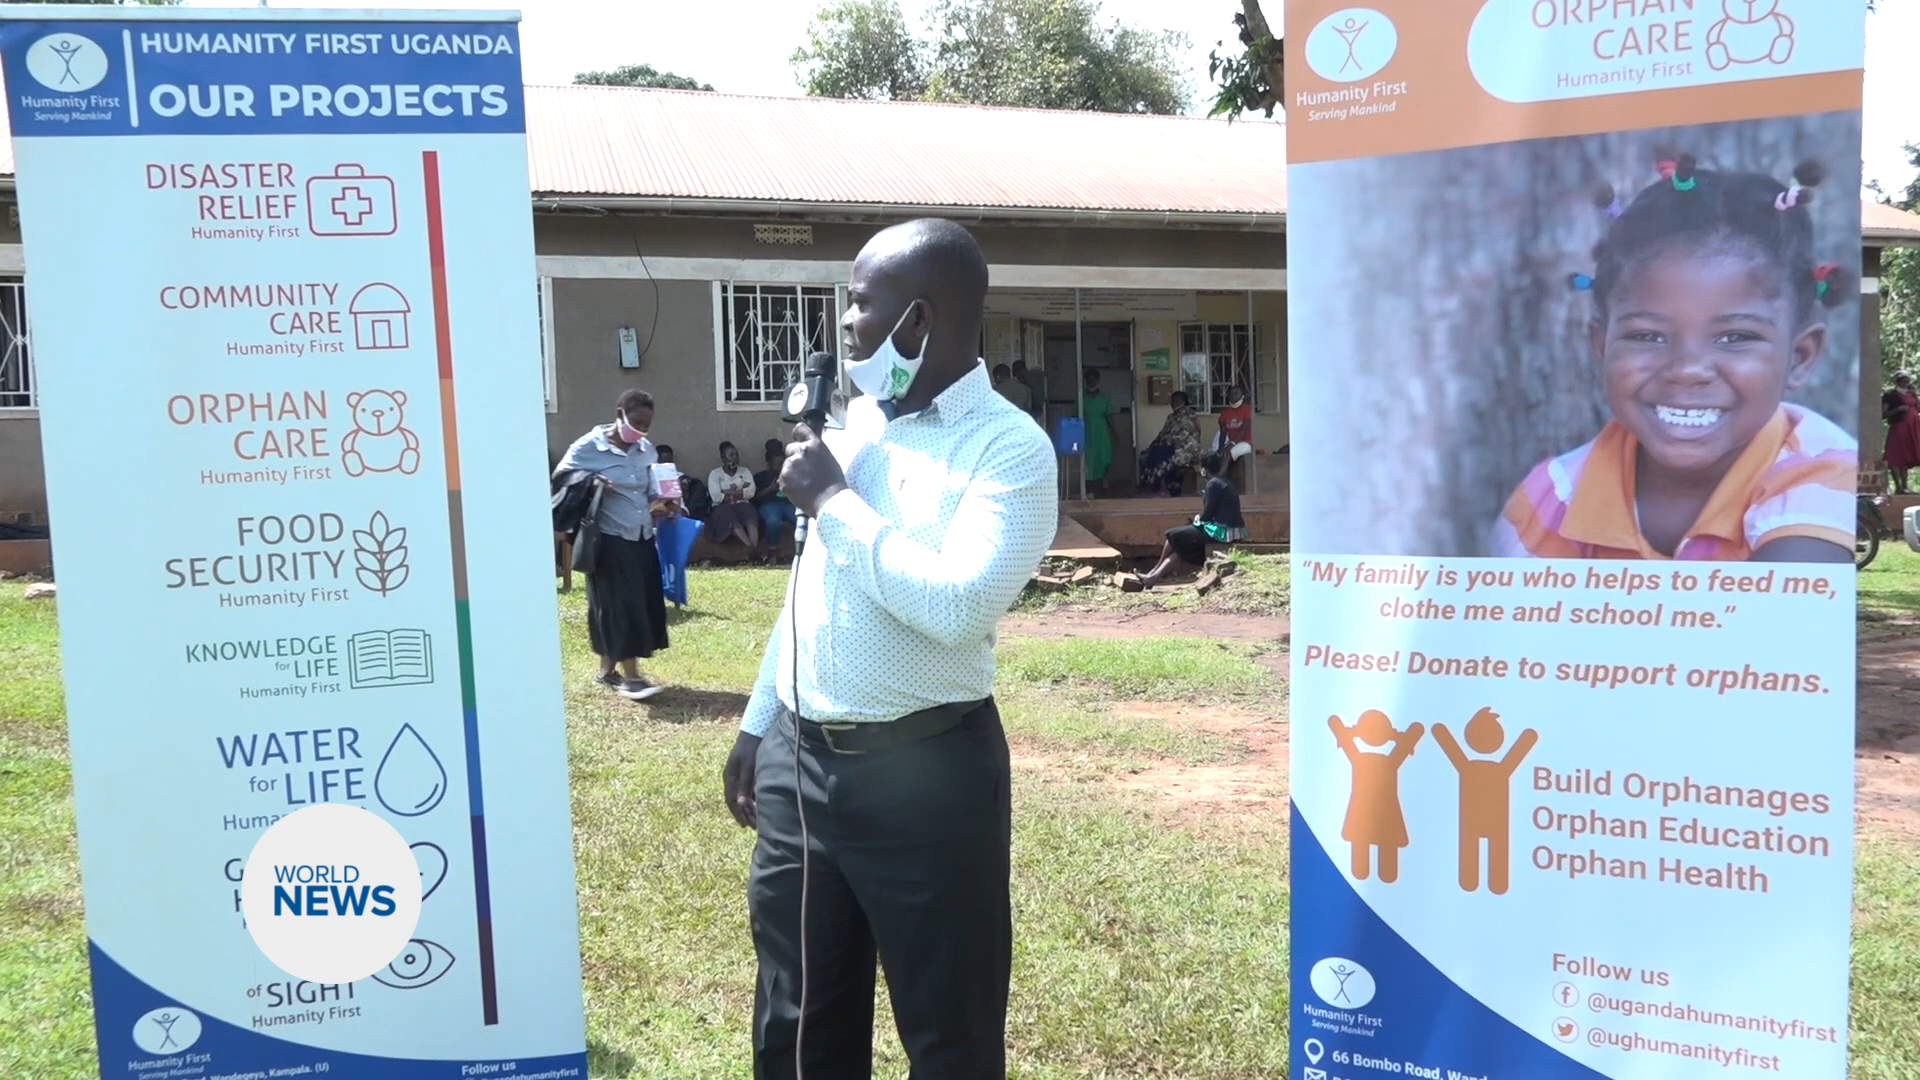 Humanity First
Serving Mankind
HUMANITY FIRST UGANDA
OUR PROJECTS
DISASTER
RELIEF
Humanity First
COMMUNITY
CARE
Humanity First
ORPHAN
CARE
Humanity First
FOOD
SECURITY
Humanity First
KNOWLEDGE
for LIFE
Humanity First
WATER
for LIFE
WORLD
NEWS
of SIGHT
Humanity First
Humanity First
Serving Mankind
Wandegeya, Kampala. (U)
Follow us
@ugandahumanityfirst
Humanity First
Serving Mankind
ORPHAN
CARE
Humanity First
“My family is you who helps to feed me,
clothe me and school me.”
Please! Donate to support orphans.
Build Orphanages
Orphan Education
Orphan Health
Follow us
@ugandahumanityfirst
@ughumanityfirst
Humanity First
Serving Mankind
66 Bombo Road,